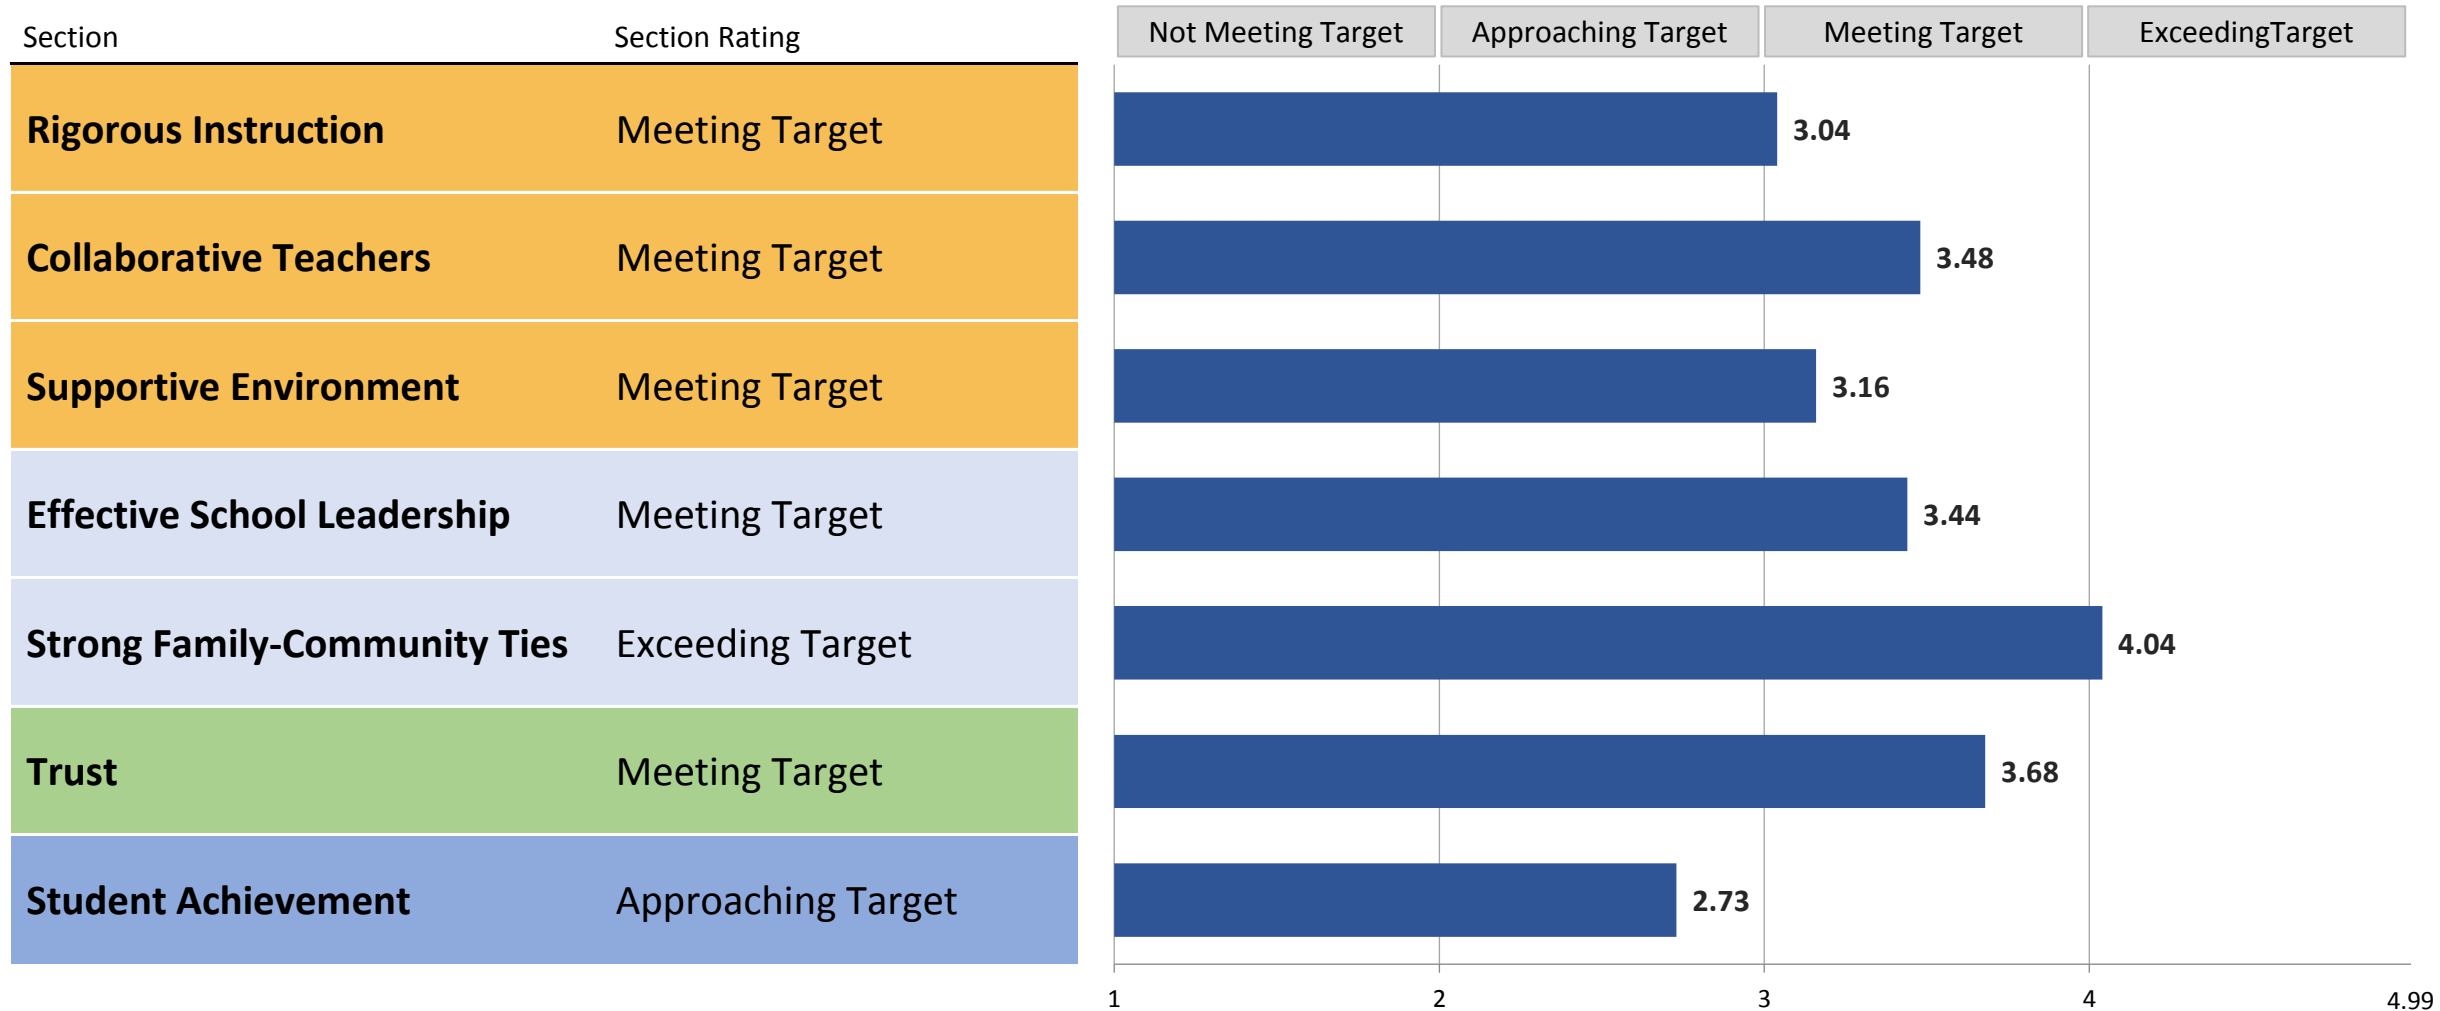 Section Section Rating Not Meeting Target Approaching Target Meeting Target ExceedingTarget
Rigorous Instruction Meeting Target 3.04
Collaborative Teachers Meeting Target 3.48
Supportive Environment Meeting Target 3.16
Effective School Leadership Meeting Target 3.44
Strong Family-Community Ties Exceeding Target 4.04
Trust Meeting Target 3.68
Student Achievement Approaching Target 2.73
1 2 3 4 4.99